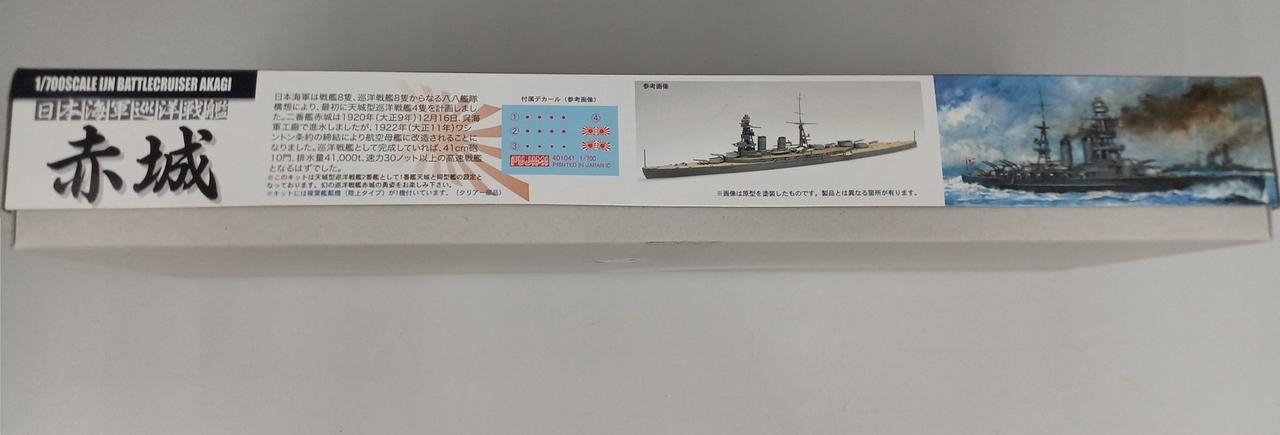 1/700SCALE IJN BATTLECRUISER AKAGI
日本海軍巡洋戦艦
赤城
日本海軍は戦艦8隻、巡洋戦艦8隻からなる八八艦隊
構想により、最初に天城型巡洋戦艦4隻を計画しまし
た。二番艦赤城は1920年(大正9年)12月16日、呉海
軍工廠で進水しましたが、1922年(大正11年)ワシ
ントン条約の締結により航空母艦に改造されることに
なりました。巡洋戦艦として完成していれば、41cm砲
10門、排水量41,000t、速力30ノット以上の高速戦艦
となるはずでした。
※このキットは天城型巡洋戦艦2番艦として1番艦天城と同型艦の設定と
なっております。幻の巡洋戦艦赤城の勇姿をお楽しみ下さい。
※キットには複葉艦載機(陸上タイプ)が1機付いています。(クリアー部品)
付属デカール(参考画像)
① ④
②
③
FUJIMI 401041 1/700
PRINTED IN JAPAN ©
参考画像
※画像は原型を塗装したものです。製品とは異なる箇所が有ります。